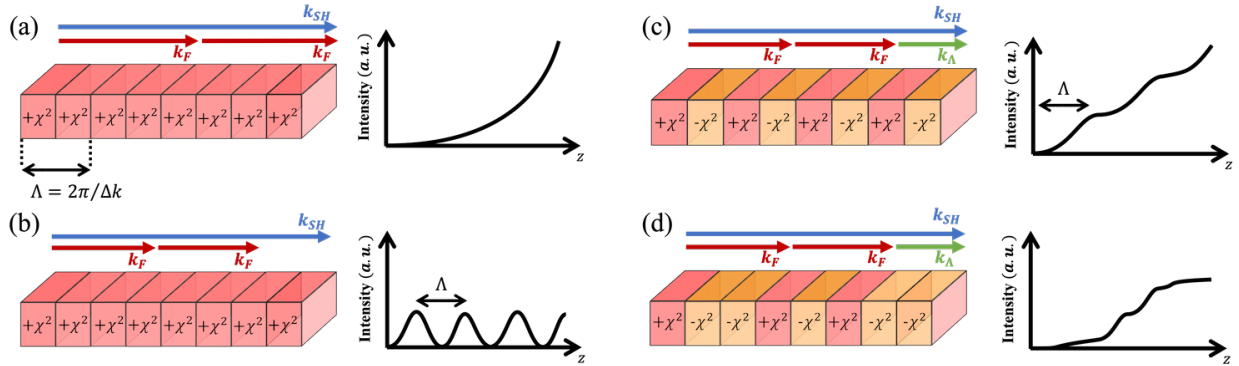 (a)
k_SH
k_F
k_F
+χ² +χ² +χ² +χ² +χ² +χ² +χ² +χ²
Λ = 2π/Δk
Intensity (a.u.)
z
(b)
k_SH
k_F
k_F
+χ² +χ² +χ² +χ² +χ² +χ² +χ² +χ²
Intensity (a.u.)
Λ
z
(c)
k_SH
k_F
k_F
k_Λ
+χ² -χ² +χ² -χ² +χ² -χ² +χ² -χ²
Intensity (a.u.)
Λ
z
(d)
k_SH
k_F
k_F
k_Λ
+χ² -χ² -χ² +χ² -χ² +χ² -χ² -χ²
Intensity (a.u.)
z